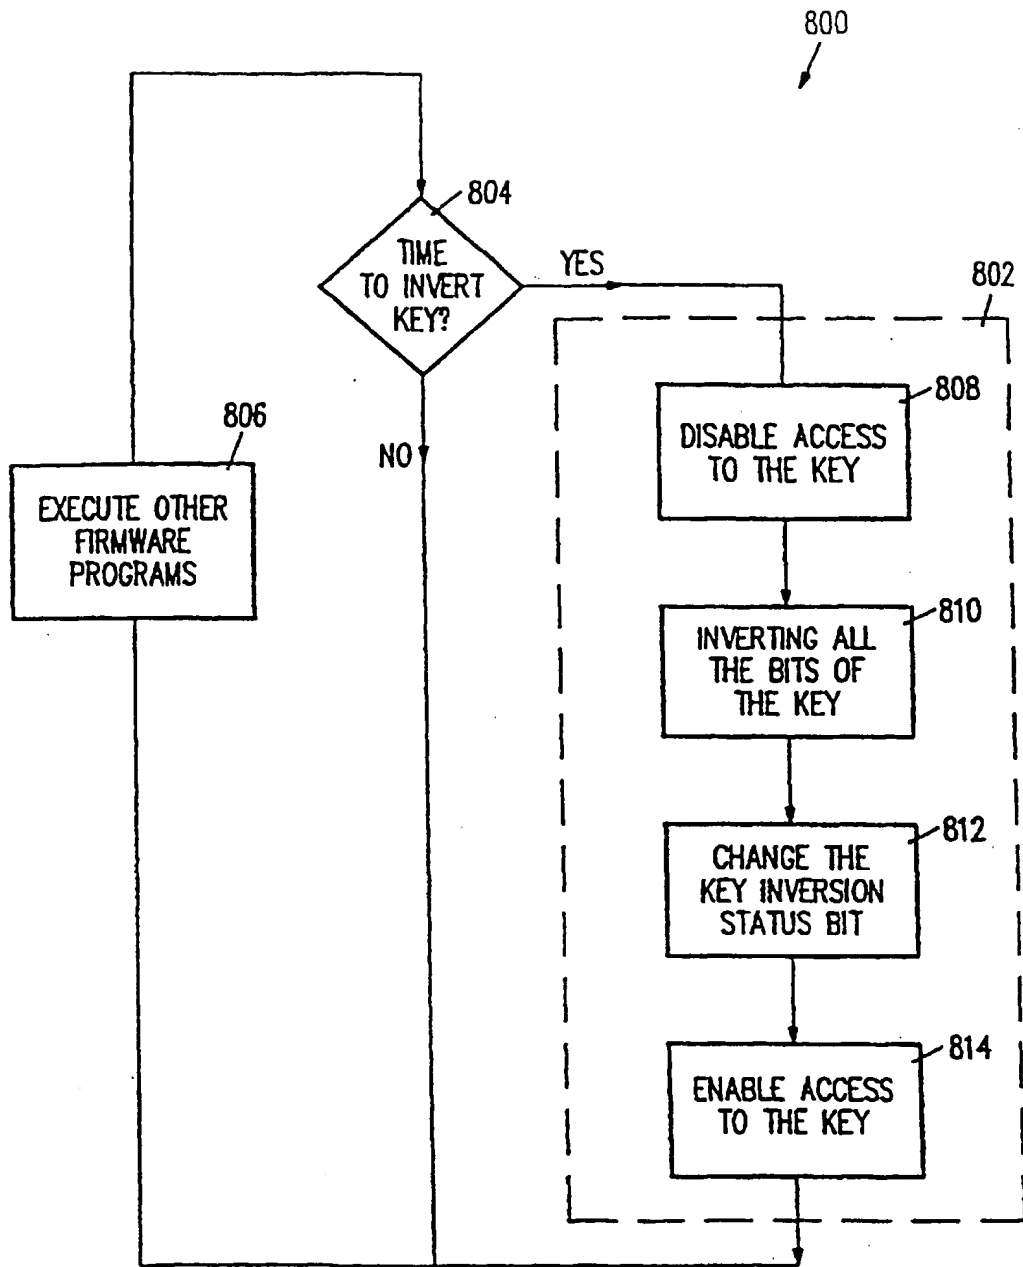 800
804
TIME
TO INVERT
KEY?
YES
802
NO
806
EXECUTE OTHER
FIRMWARE
PROGRAMS
808
DISABLE ACCESS
TO THE KEY
810
INVERTING ALL
THE BITS OF
THE KEY
812
CHANGE THE
KEY INVERSION
STATUS BIT
814
ENABLE ACCESS
TO THE KEY